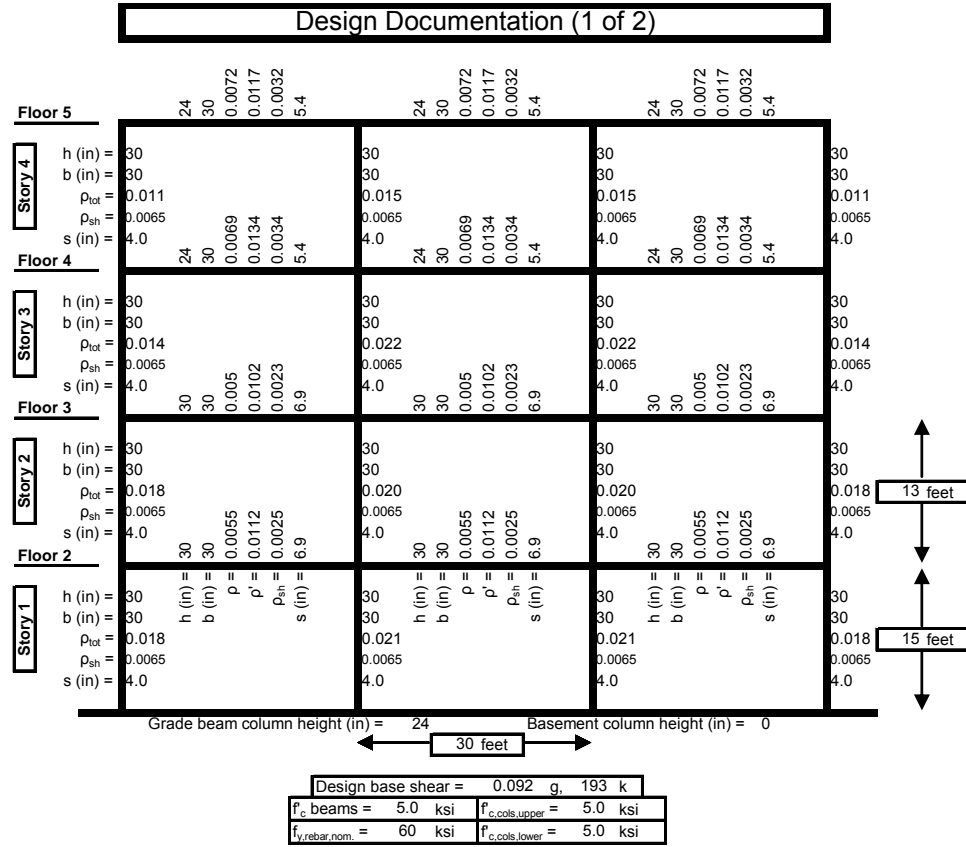 Design Documentation (1 of 2)
24 30 0.0072 0.0117 0.0032 5.4 24 30 0.0072 0.0117 0.0032 5.4 24 30 0.0072 0.0117 0.0032 5.4
Floor 5
Story 4
h (in) = 30 30 30 30
b (in) = 30 30 30 30
ρtot = 0.011 0.015 0.015 0.011
ρsh = 0.0065 0.0065 0.0065 0.0065
s (in) = 4.0 4.0 4.0 4.0
24 30 0.0069 0.0134 0.0034 5.4 24 30 0.0069 0.0134 0.0034 5.4 24 30 0.0069 0.0134 0.0034 5.4
Floor 4
Story 3
h (in) = 30 30 30 30
b (in) = 30 30 30 30
ρtot = 0.014 0.022 0.022 0.014
ρsh = 0.0065 0.0065 0.0065 0.0065
s (in) = 4.0 4.0 4.0 4.0
30 30 0.005 0.0102 0.0023 6.9 30 30 0.005 0.0102 0.0023 6.9 30 30 0.005 0.0102 0.0023 6.9
Floor 3
Story 2
h (in) = 30 30 30 30
b (in) = 30 30 30 30
ρtot = 0.018 0.020 0.020 0.018
ρsh = 0.0065 0.0065 0.0065 0.0065
s (in) = 4.0 4.0 4.0 4.0
13 feet
30 30 0.0055 0.0112 0.0025 6.9 30 30 0.0055 0.0112 0.0025 6.9 30 30 0.0055 0.0112 0.0025 6.9
Floor 2
h (in) = b (in) = ρ = ρ' = ρsh = s (in) = h (in) = b (in) = ρ = ρ' = ρsh = s (in) = h (in) = b (in) = ρ = ρ' = ρsh = s (in) =
Story 1
h (in) = 30 30 30 30
b (in) = 30 30 30 30
ρtot = 0.018 0.021 0.021 0.018
ρsh = 0.0065 0.0065 0.0065 0.0065
s (in) = 4.0 4.0 4.0 4.0
15 feet
Grade beam column height (in) = 24 Basement column height (in) = 0
30 feet
Design base shear = 0.092 g, 193 k
f'c beams = 5.0 ksi f'c,cols,upper = 5.0 ksi
fy,rebar,nom. = 60 ksi f'c,cols,lower = 5.0 ksi